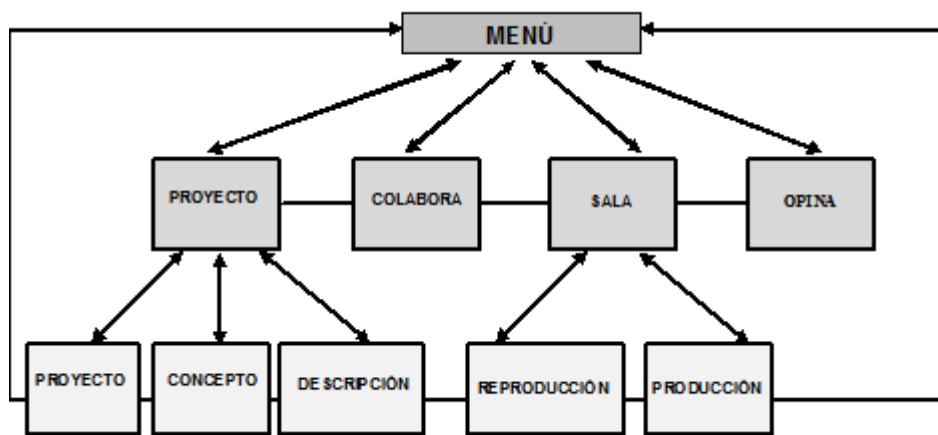 MENÚ
PROYECTO
COLABORA
SALA
OPINA
PROYECTO
CONCEPTO
DESCRIPCIÓN
REPRODUCCIÓN
PRODUCCIÓN